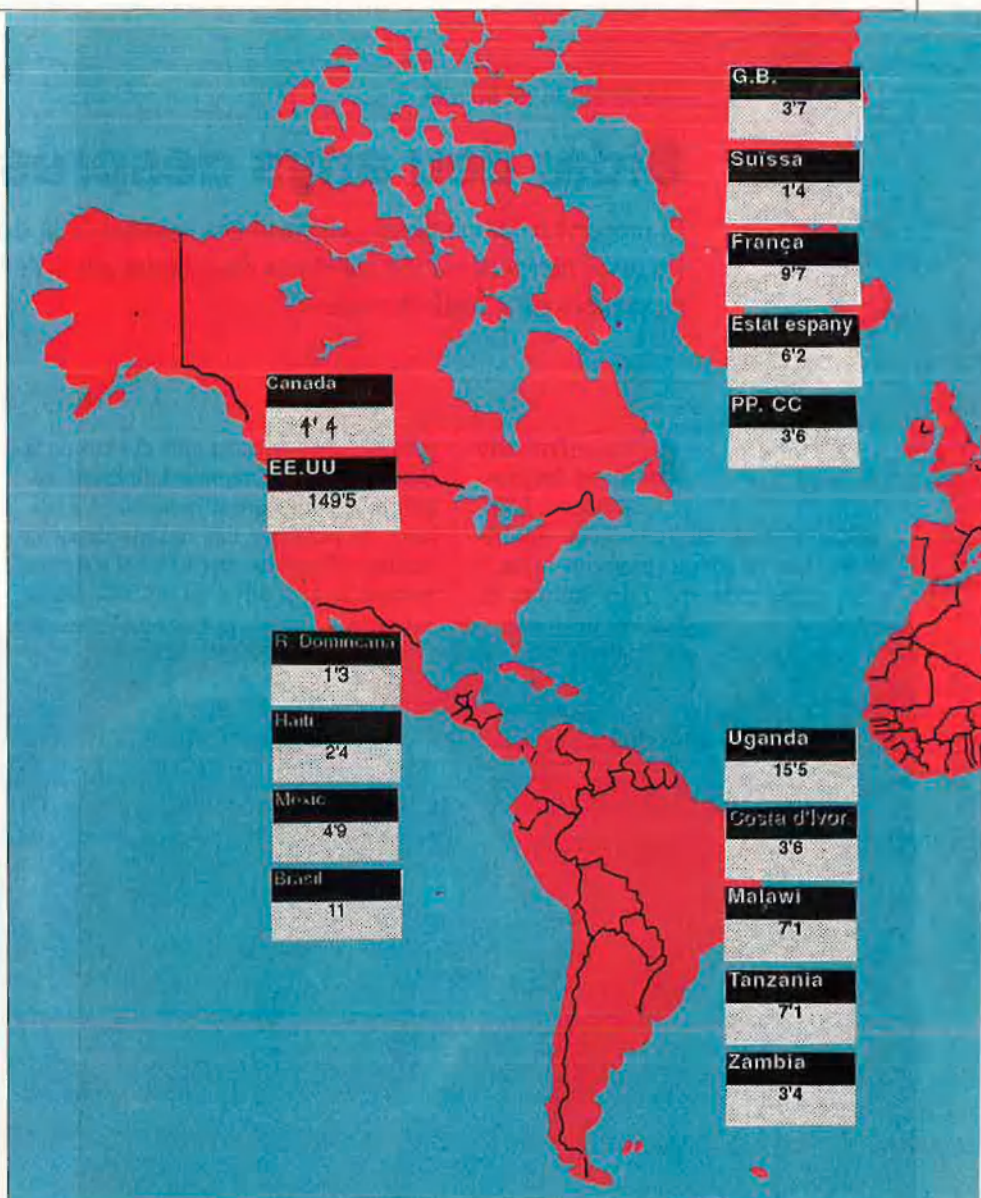 G.B.
3'7
Suïssa
1'4
França
9'7
Estat espany
6'2
PP. CC
3'6
Canada
4'4
EE.UU
149'5
R. Dominicana
1'3
Haití
2'4
Mèxic
4'9
Brasil
11
Uganda
15'5
Costa d'Ivor.
3'6
Malawi
7'1
Tanzania
7'1
Zambia
3'4